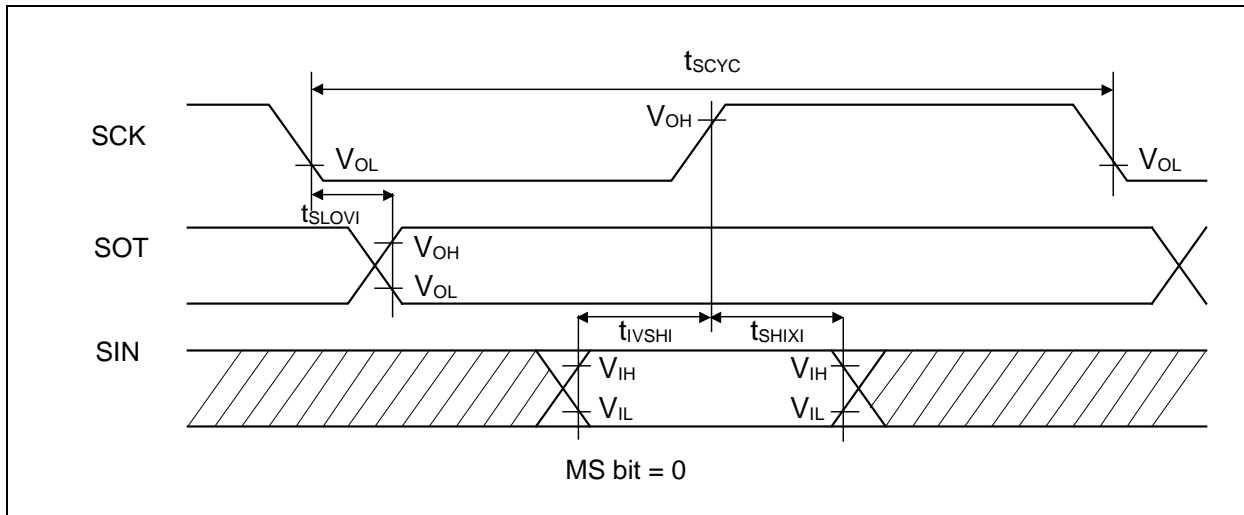 tSCYC
SCK
VOH
VOL
VOL
tSLOVI
SOT
VOH
VOL
tIVSHI
tSHIXI
SIN
VIH
VIH
VIL
VIL
MS bit = 0